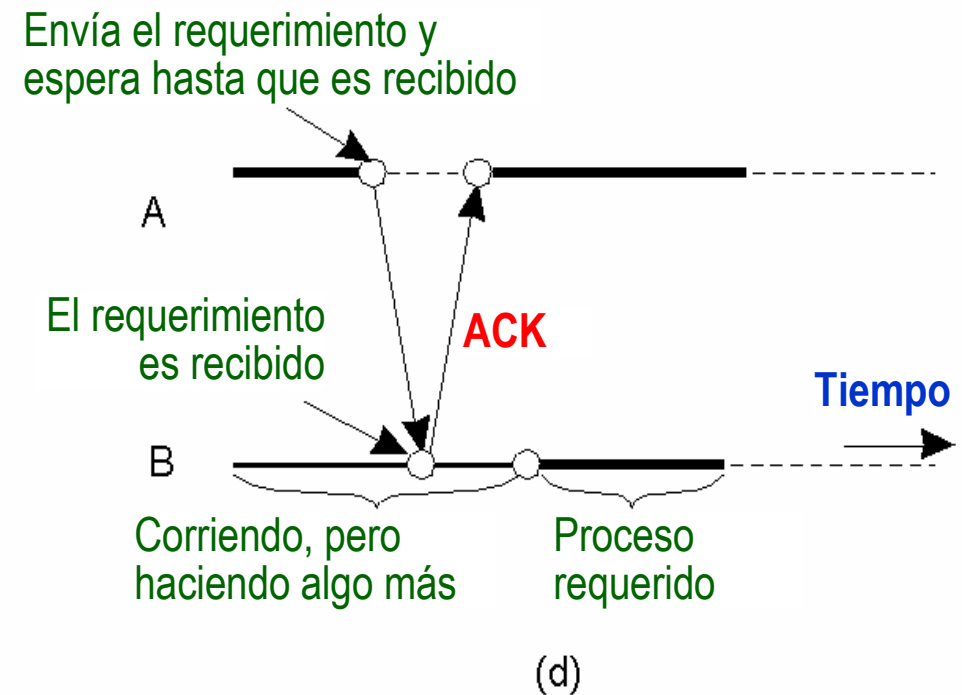 Envía el requerimiento y
espera hasta que es recibido
A
El requerimiento
es recibido
ACK
Tiempo
B
Corriendo, pero
haciendo algo más
Proceso
requerido
(d)